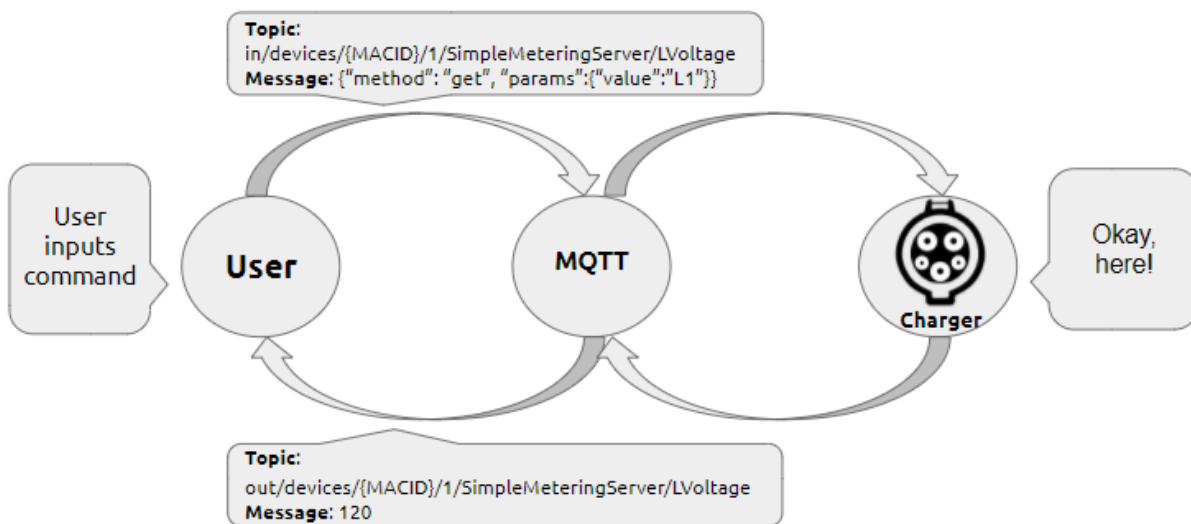 Topic:
in/devices/{MACID}/1/SimpleMeteringServer/LVoltage
Message: {“method”: “get”, “params”:{“value”:”L1”}}
User
inputs
command
User
MQTT
Charger
Okay,
here!
Topic:
out/devices/{MACID}/1/SimpleMeteringServer/LVoltage
Message: 120